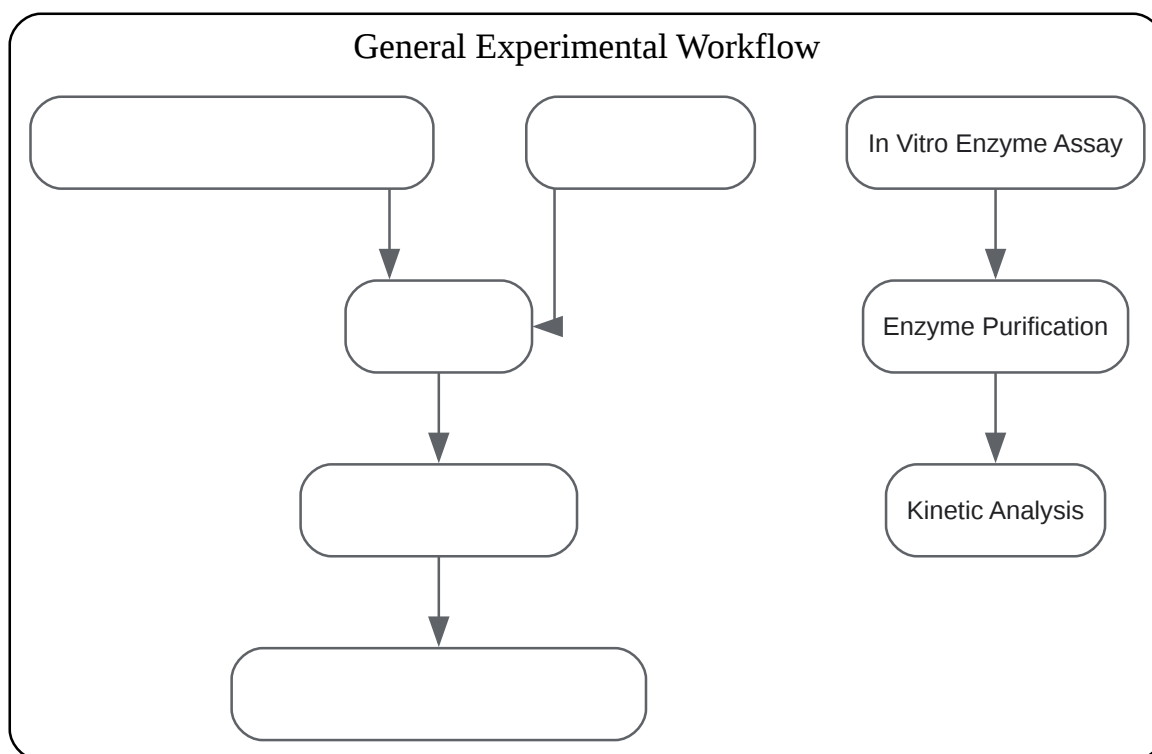 General Experimental Workflow
In Vitro Enzyme Assay
Enzyme Purification
Kinetic Analysis